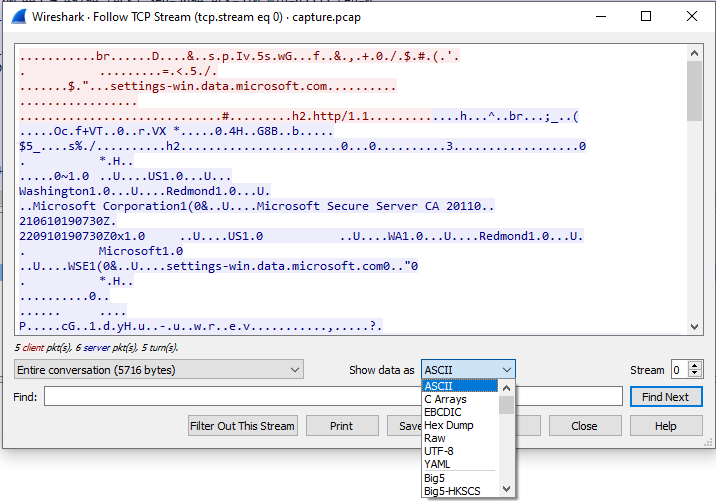 Wireshark · Follow TCP Stream (tcp.stream eq 0) · capture.pcap
...........br......D....&..s.p.Iv.5s.wG...f..&.,.+.0./.$.#.(.'.
. .........=.<.5./.
.......$."...settings-win.data.microsoft.com..........
.................
.............................#.........h2.http/1.1.............h...^..br...;_..(
.....Oc.f+VT..0..r.VX *.....0.4H..G8B..b.....
$5_....s%./..........h2.......................0...0..........3..................0
. *.H..
.....0~1.0 ..U....US1.0...U...
Washington1.0...U....Redmond1.0...U.
..Microsoft Corporation1(0&..U....Microsoft Secure Server CA 20110..
210610190730Z.
220910190730Z0x1.0 ..U....US1.0 ..U....WA1.0...U....Redmond1.0...U.
. Microsoft1.0
..U....WSE1(0&..U....settings-win.data.microsoft.com0.."0
. *.H..
..........0..
...... ....
P.....cG..1.d.yH.u..-.u..w.r..e.v...........,.....?.
5 client pkt(s), 6 server pkt(s), 5 turn(s).
Entire conversation (5716 bytes)
Show data as
ASCII
Stream
0
ASCII
C Arrays
EBCDIC
Hex Dump
Raw
UTF-8
YAML
Big5
Big5-HKSCS
Find:
Find Next
Filter Out This Stream
Print
Close
Help